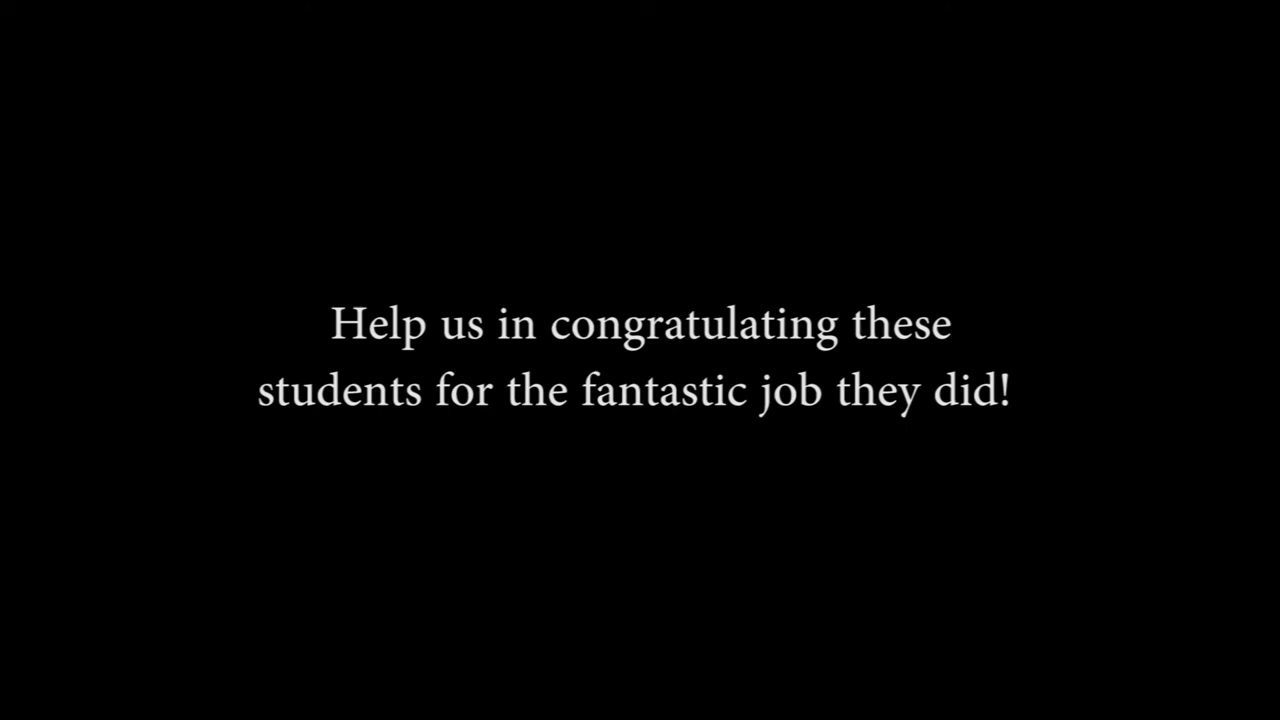 Help us in congratulating these
students for the fantastic job they did!